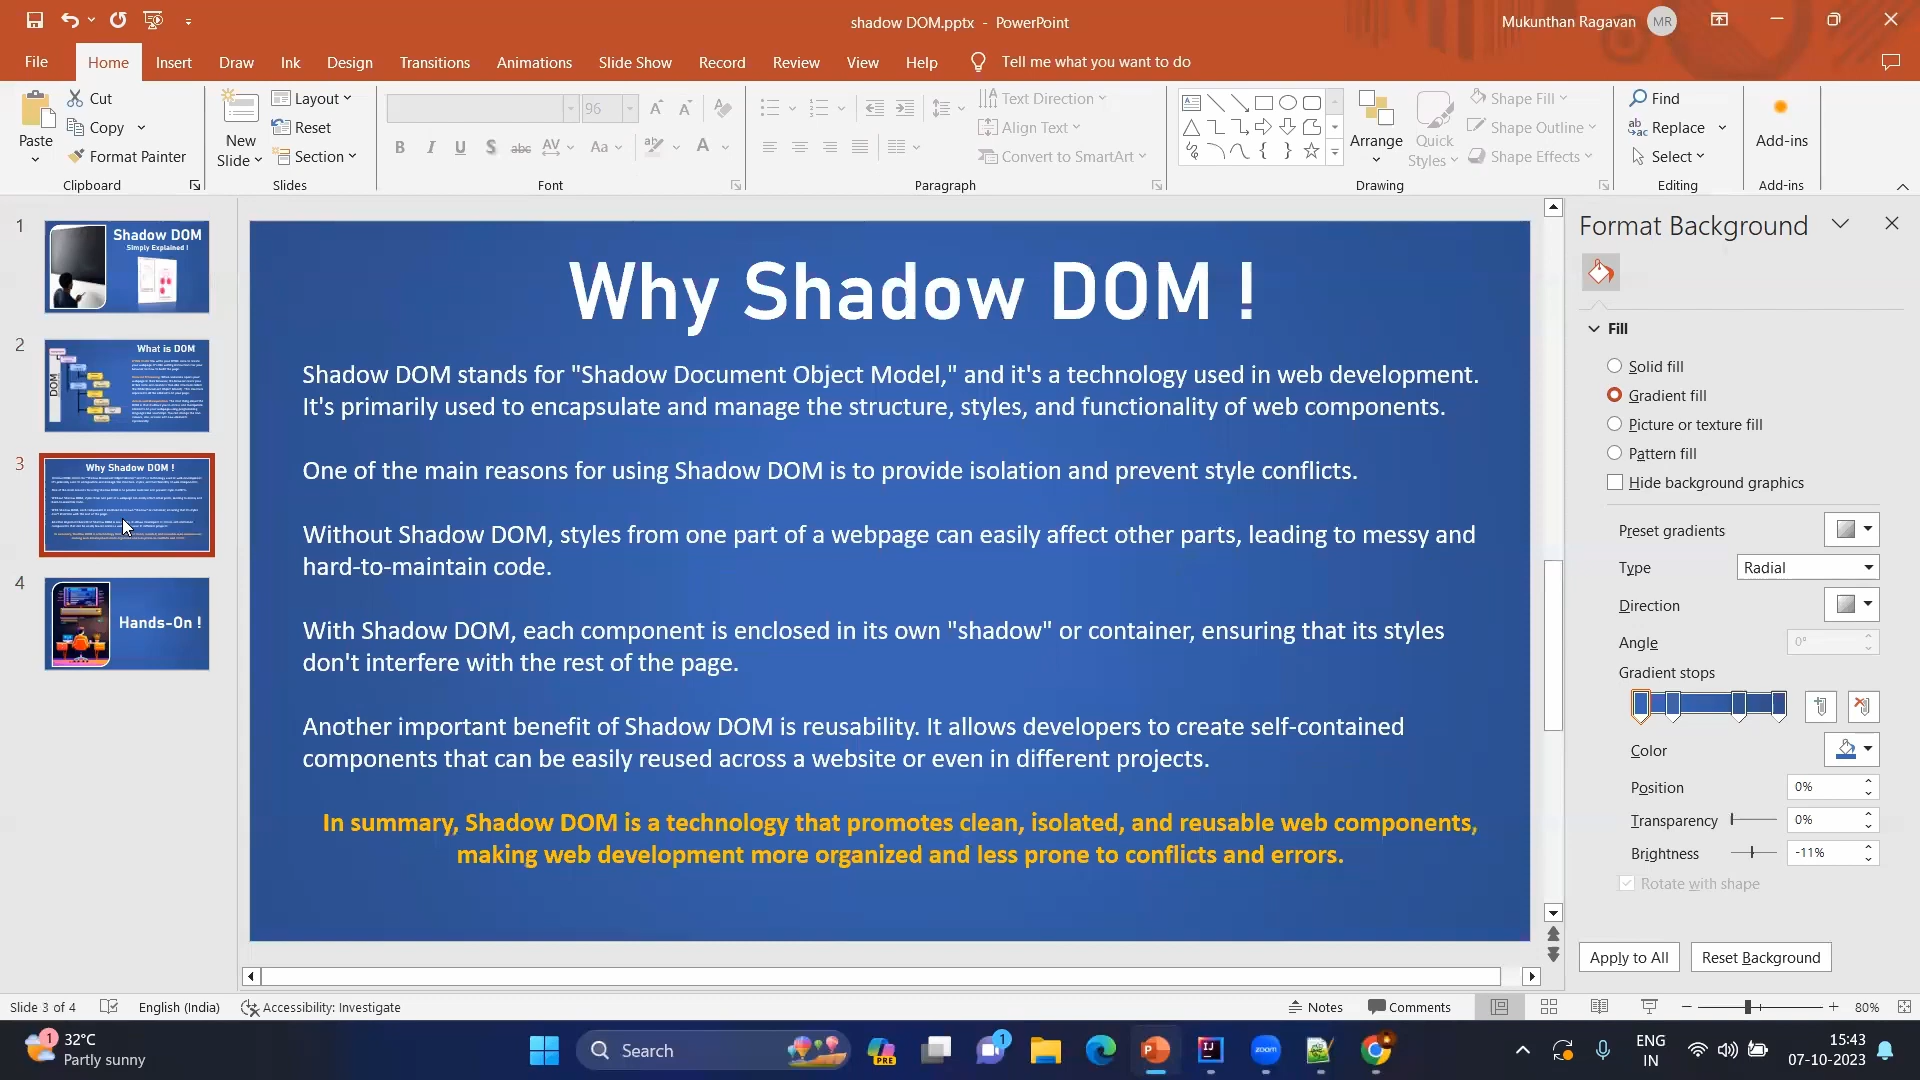 shadow DOM.pptx - PowerPoint
Mukunthan Ragavan
MR
File
Home
Insert
Draw
Ink
Design
Transitions
Animations
Slide Show
Record
Review
View
Help
Tell me what you want to do
Paste
Cut
Copy
Format Painter
Clipboard
New
Slide
Layout
Reset
Section
Slides
96
B I U S abc AV Aa A
Font
Text Direction
Align Text
Convert to SmartArt
Paragraph
Arrange
Quick
Styles
Shape Fill
Shape Outline
Shape Effects
Drawing
Find
Replace
Select
Editing
Add-ins
Add-ins
1
Shadow DOM
Simply Explained !
2
What is DOM
DOM
3
Why Shadow DOM !
4
Hands-On !
Why Shadow DOM !
Shadow DOM stands for "Shadow Document Object Model," and it's a technology used in web development.
It's primarily used to encapsulate and manage the structure, styles, and functionality of web components.
One of the main reasons for using Shadow DOM is to provide isolation and prevent style conflicts.
Without Shadow DOM, styles from one part of a webpage can easily affect other parts, leading to messy and
hard-to-maintain code.
With Shadow DOM, each component is enclosed in its own "shadow" or container, ensuring that its styles
don't interfere with the rest of the page.
Another important benefit of Shadow DOM is reusability. It allows developers to create self-contained
components that can be easily reused across a website or even in different projects.
In summary, Shadow DOM is a technology that promotes clean, isolated, and reusable web components,
making web development more organized and less prone to conflicts and errors.
Format Background
Fill
Solid fill
Gradient fill
Picture or texture fill
Pattern fill
Hide background graphics
Preset gradients
Type
Radial
Direction
Angle
0°
Gradient stops
Color
Position
0%
Transparency
0%
Brightness
-11%
Rotate with shape
Apply to All
Reset Background
Slide 3 of 4
English (India)
Accessibility: Investigate
Notes
Comments
80%
1
32°C
Partly sunny
Search
PRE
1
zoom
ENG
IN
15:43
07-10-2023